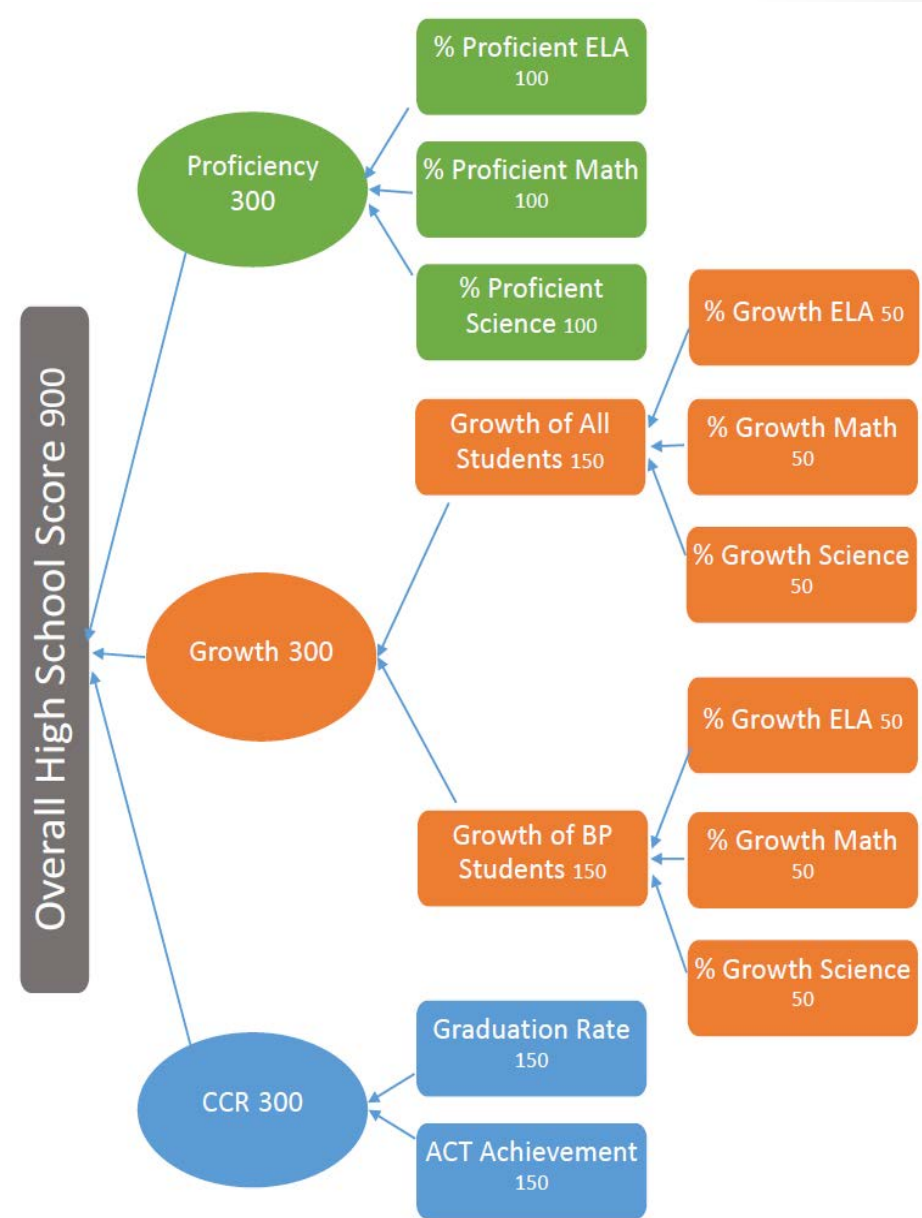 % Proficient ELA
100
Proficiency
300
% Proficient Math
100
% Proficient
Science 100
% Growth ELA 50
Growth of All
Students 150
% Growth Math
50
% Growth Science
50
Overall High School Score 900
Growth 300
% Growth ELA 50
Growth of BP
Students 150
% Growth Math
50
% Growth Science
50
Graduation Rate
150
CCR 300
ACT Achievement
150